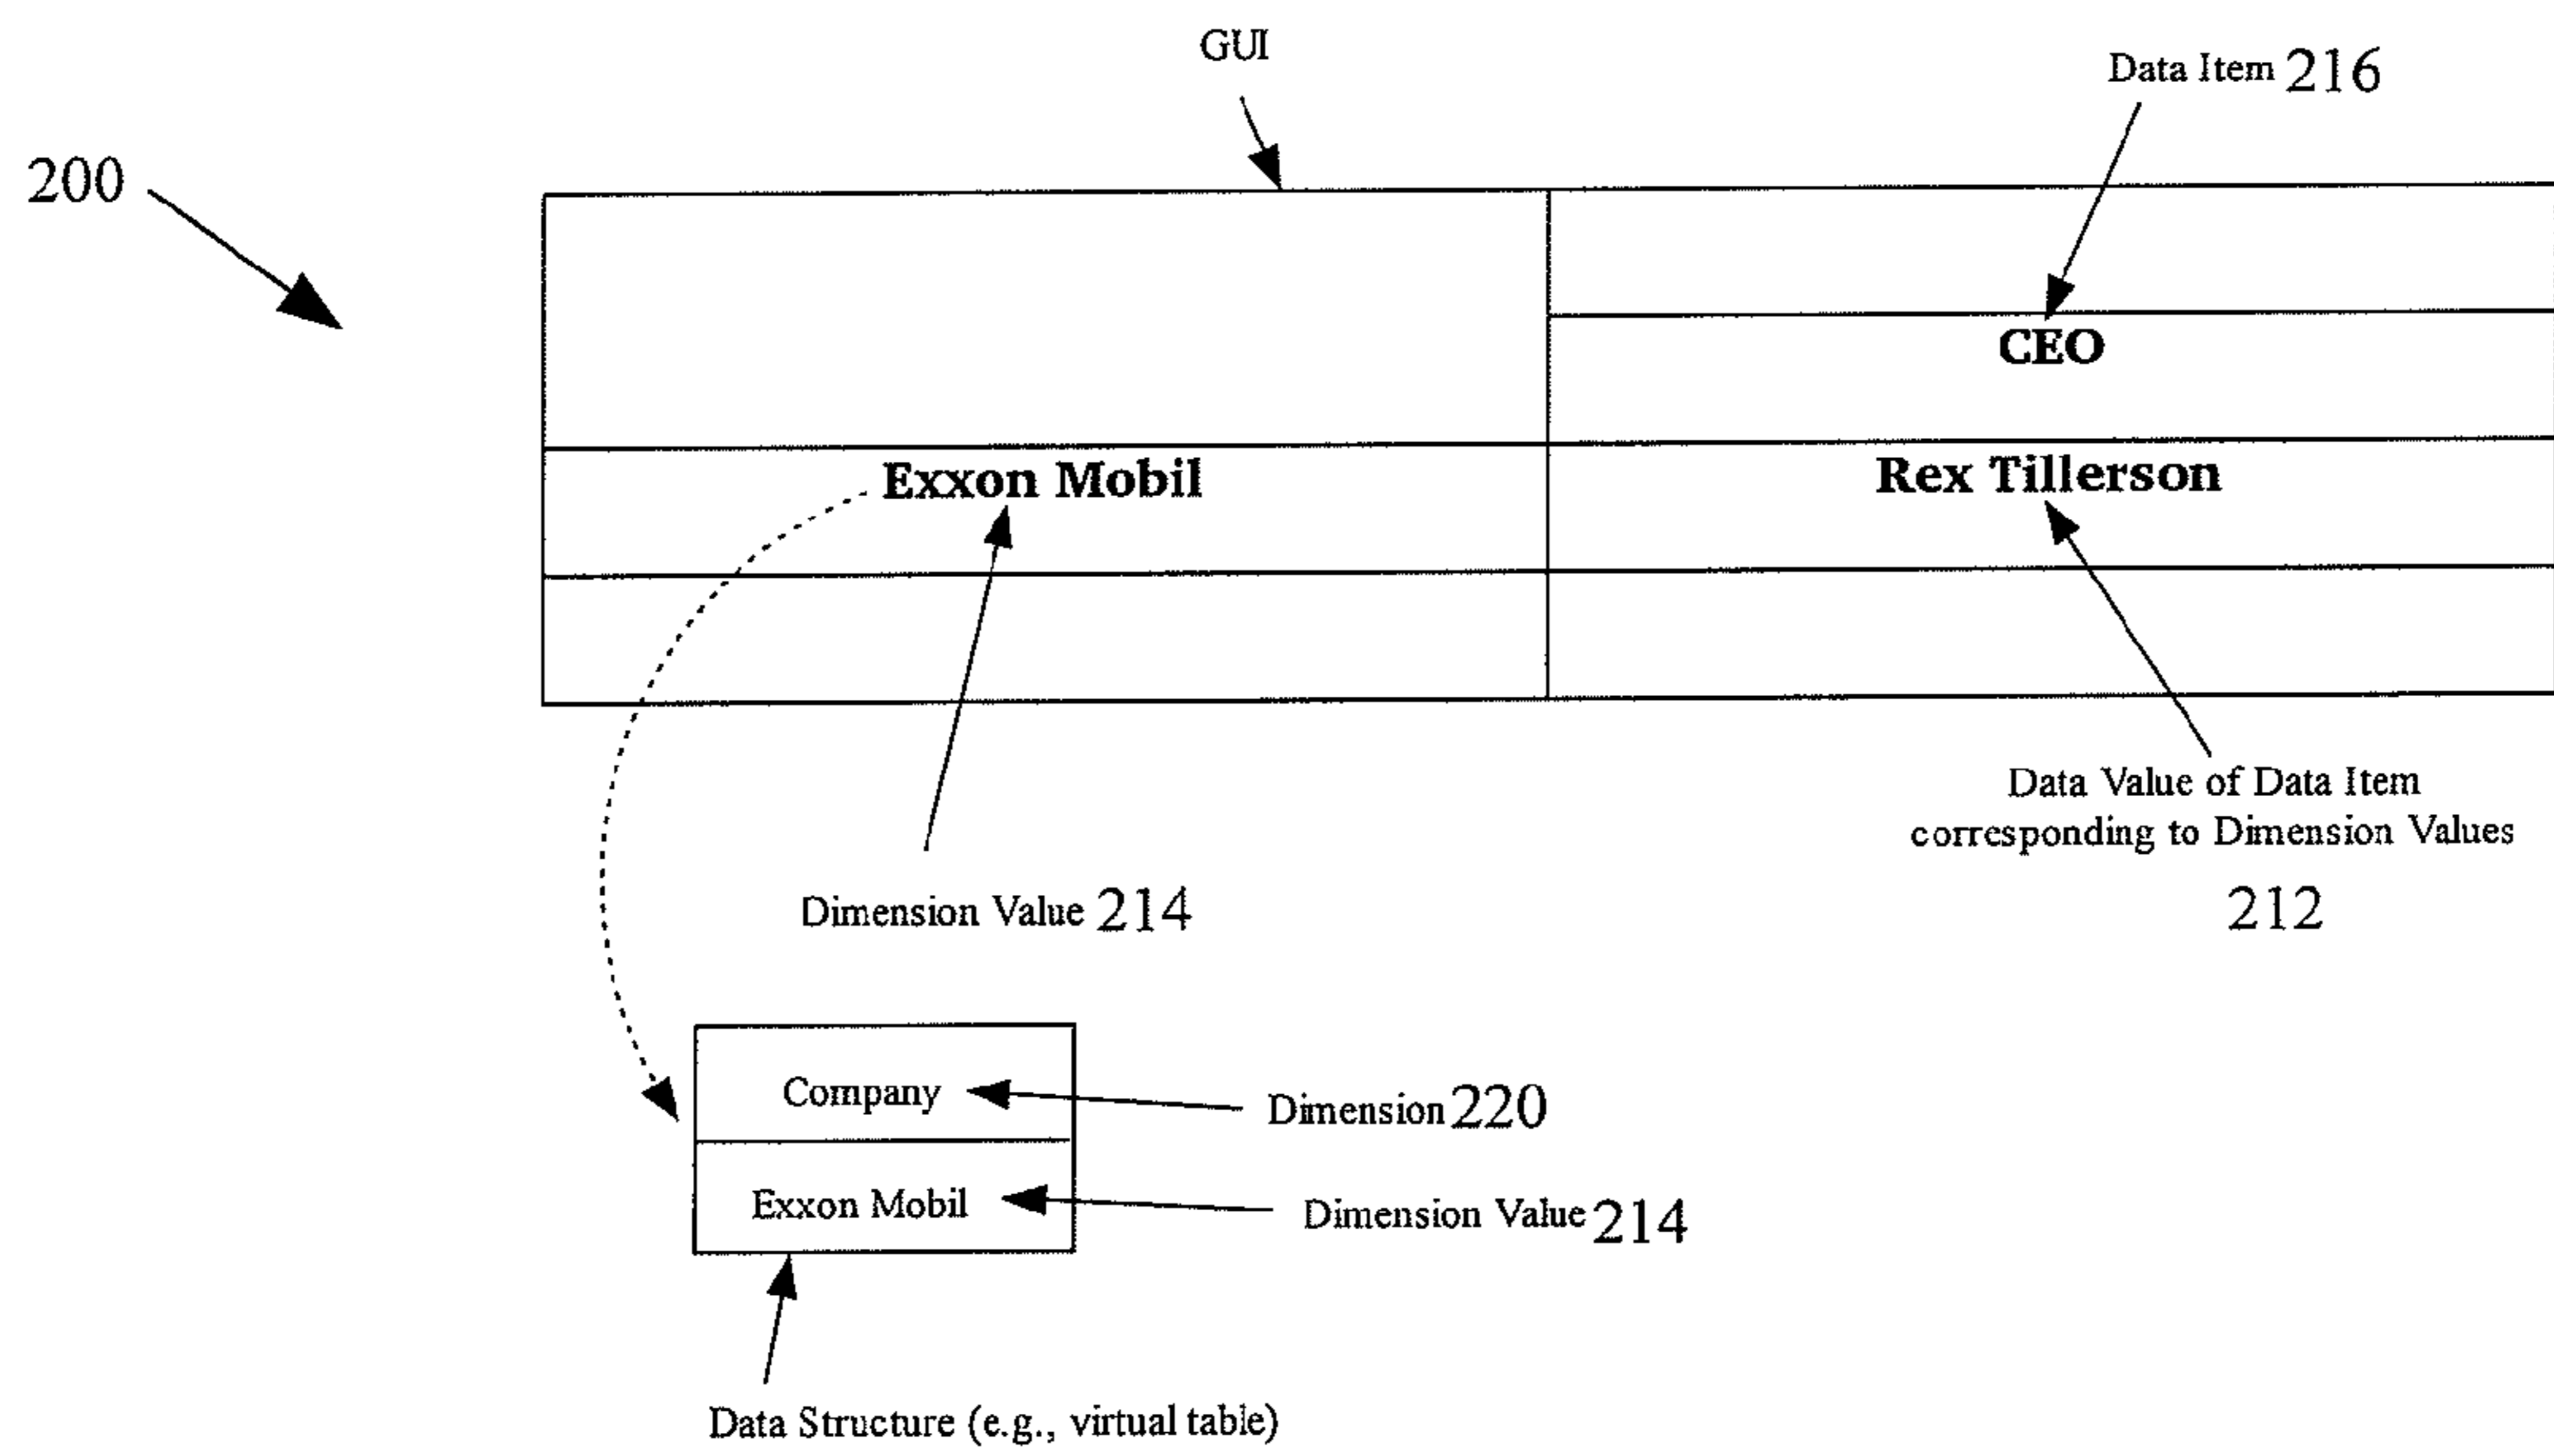 GUI
Data Item 216
200
CEO
Exxon Mobil
Rex Tillerson
Data Value of Data Item
corresponding to Dimension Values
212
Dimension Value 214
Company
Dimension 220
Exxon Mobil
Dimension Value 214
Data Structure (e.g., virtual table)